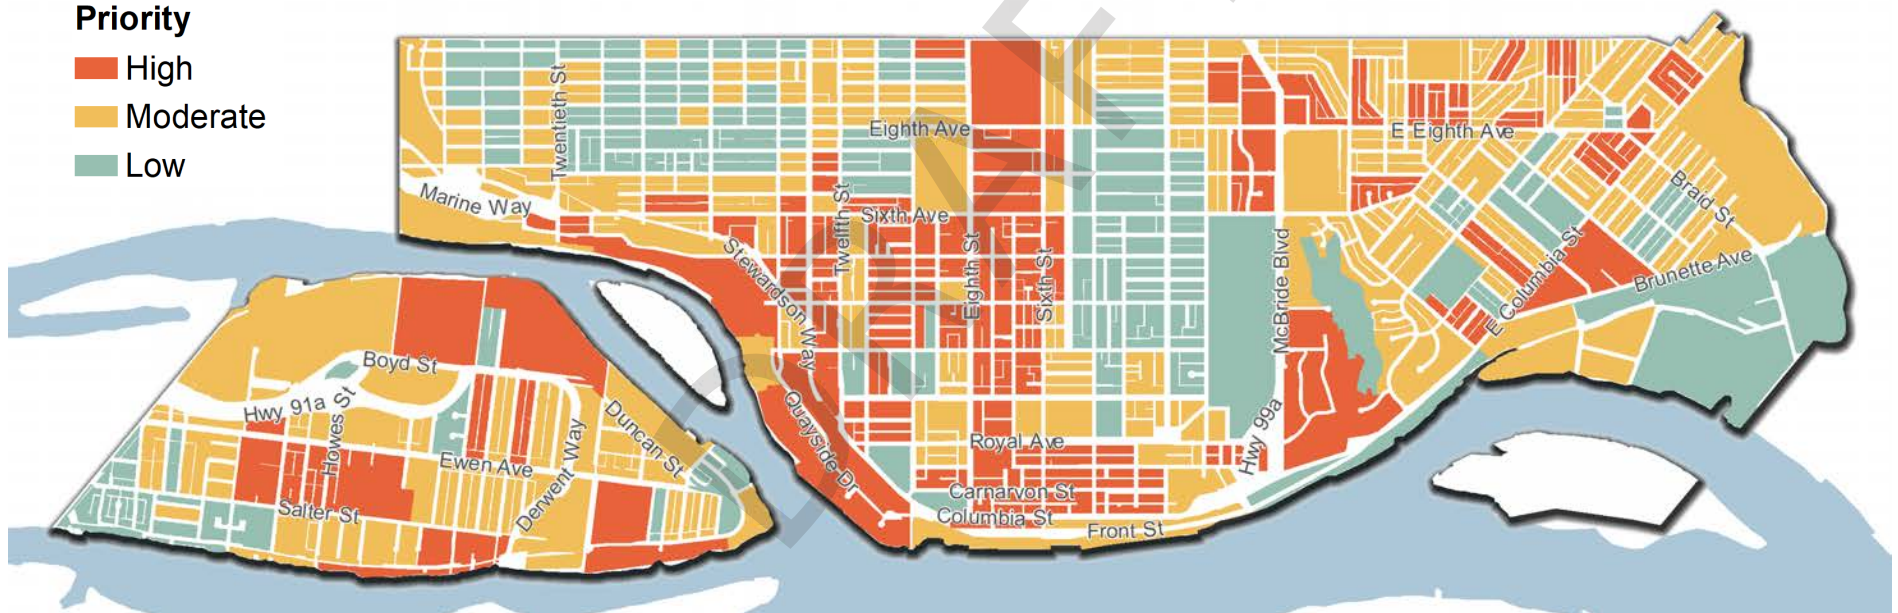 Priority
High
Moderate
Low
Twentieth St
Eighth Ave
E Eighth Ave
Marine Way
Twelfth St
Sixth Ave
Braid St
Stewardson Way
Eighth St
Sixth St
McBride Blvd
E Columbia St
Brunette Ave
Boyd St
Hwy 91a
Howes St
Duncan St
Quayside Dr
Royal Ave
Hwy 99a
Ewen Ave
Derwent Way
Salter St
Carnarvon St
Columbia St
Front St
DRAFT